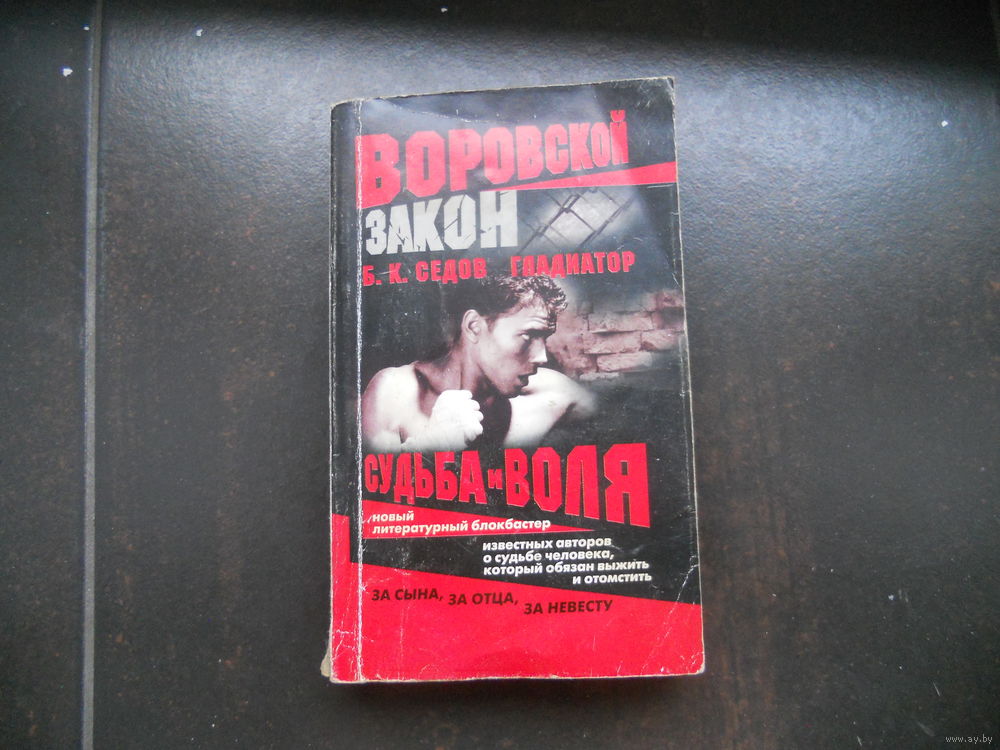 ВОРОВСКОЙ
ЗАКОН
Б. К. СЕДОВ ГЛАДИАТОР
СУДЬБА и ВОЛЯ
новый
литературный блокбастер
известных авторов
о судьбе человека,
который обязан выжить
и отомстить
ЗА СЫНА, ЗА ОТЦА, ЗА НЕВЕСТУ
www.ay.by